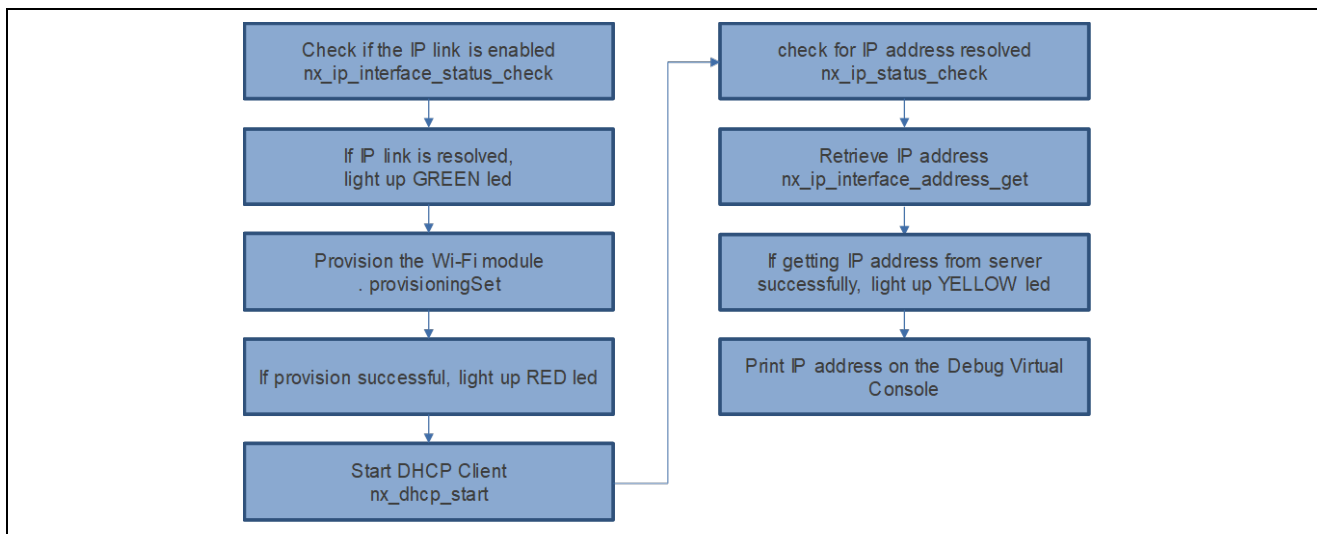 Check if the IP link is enabled
nx_ip_interface_status_check
If IP link is resolved,
light up GREEN led
Provision the Wi-Fi module
. provisioningSet
If provision successful, light up RED led
Start DHCP Client
nx_dhcp_start
check for IP address resolved
nx_ip_status_check
Retrieve IP address
nx_ip_interface_address_get
If getting IP address from server
successfully, light up YELLOW led
Print IP address on the Debug Virtual
Console